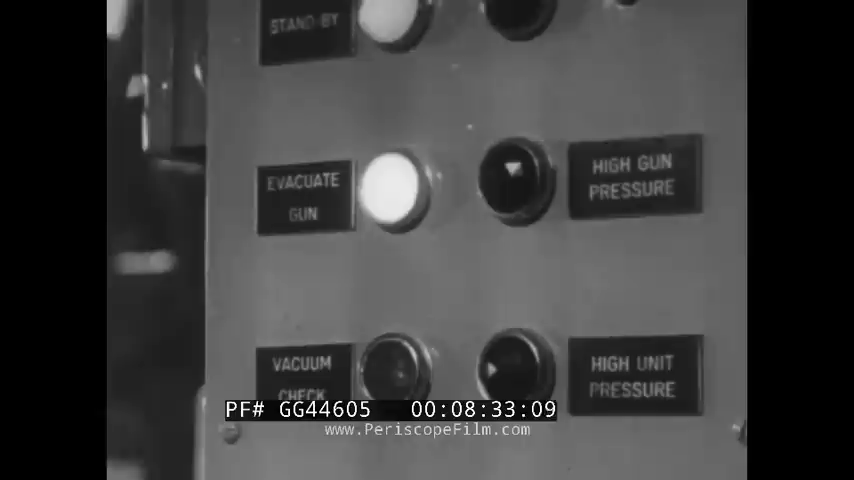 STAND-BY
EVACUATE
GUN
HIGH GUN
PRESSURE
VACUUM
CHECK
HIGH UNIT
PRESSURE
PF# GG44605 00:08:33:09
www.PeriscopeFilm.com